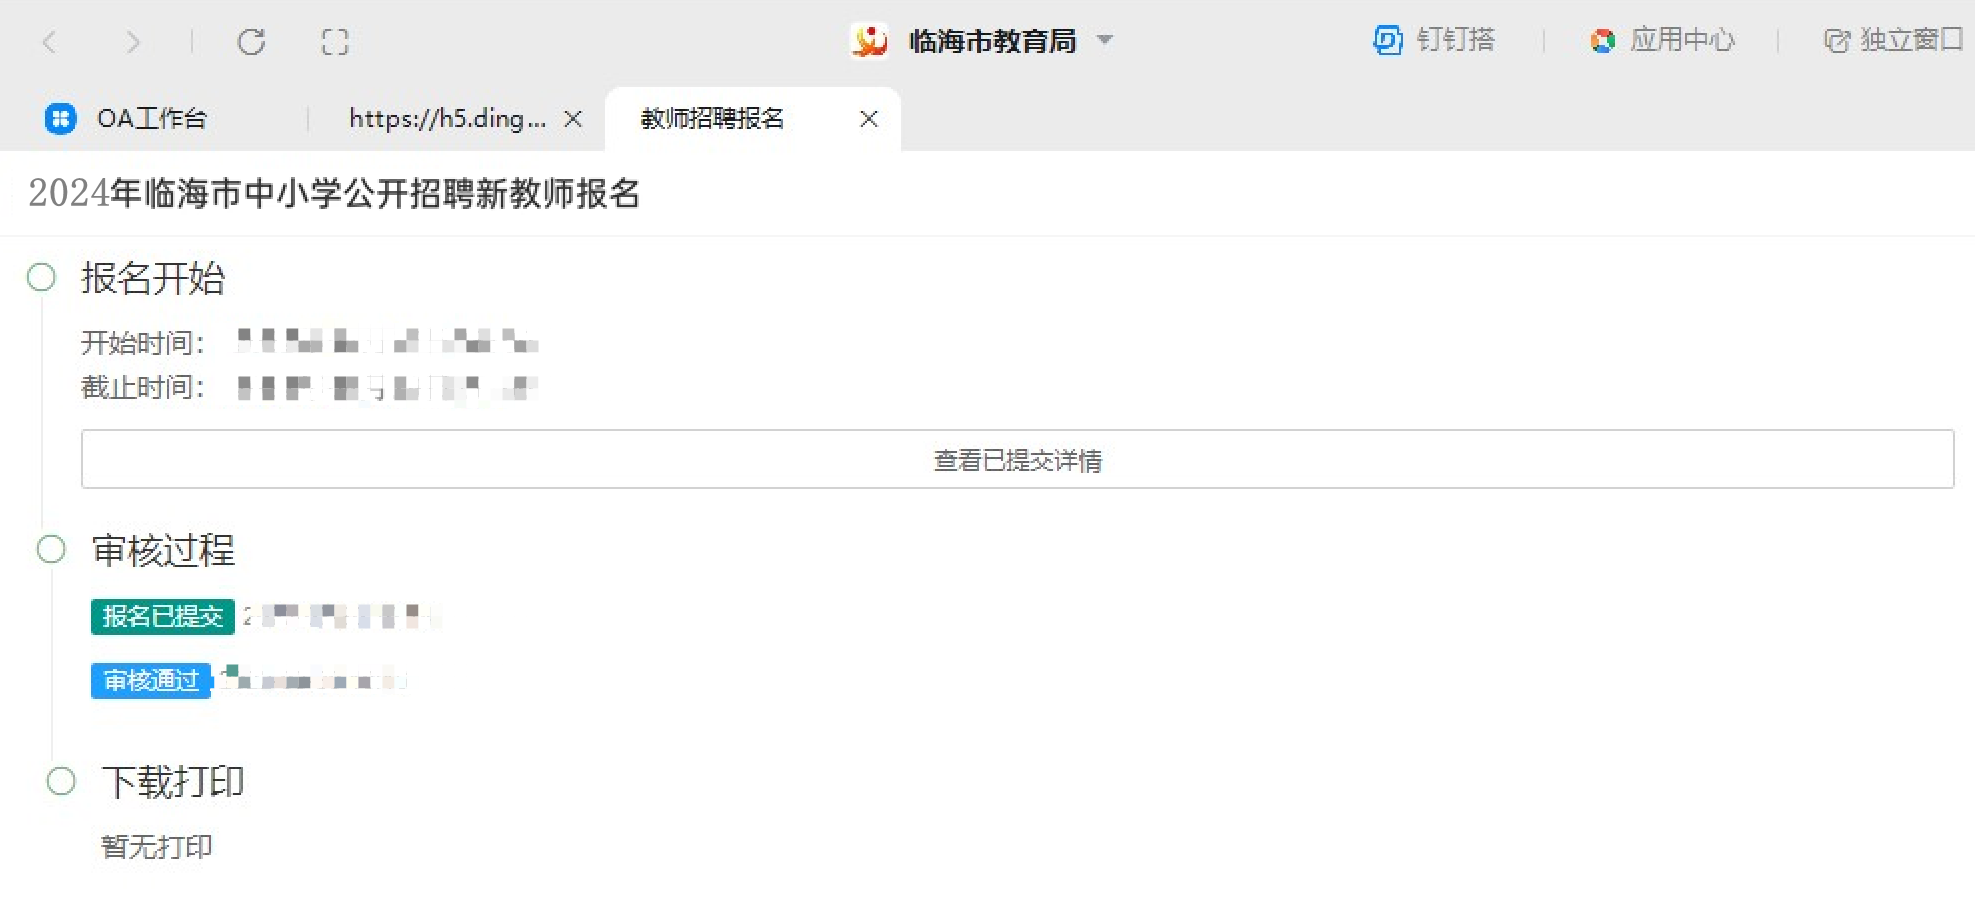 临海市教育局
钉钉搭
应用中心
独立窗口
OA工作台
https://h5.ding...
教师招聘报名
2024年临海市中小学公开招聘新教师报名
报名开始
开始时间：
截止时间：
查看已提交详情
审核过程
报名已提交
审核通过
下载打印
暂无打印